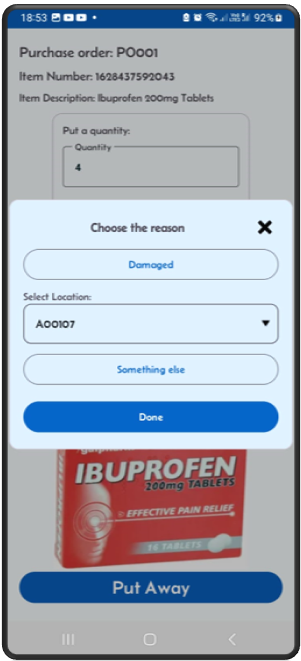 18:53
92%
Purchase order: PO001
Item Number: 1628437592043
Item Description: Ibuprofen 200mg Tablets
Put a quantity:
Quantity
4
Choose the reason
Damaged
Select Location:
A00107
Something else
Done
IBUPROFEN
200mg TABLETS
EFFECTIVE PAIN RELIEF
16 TABLETS
Put Away